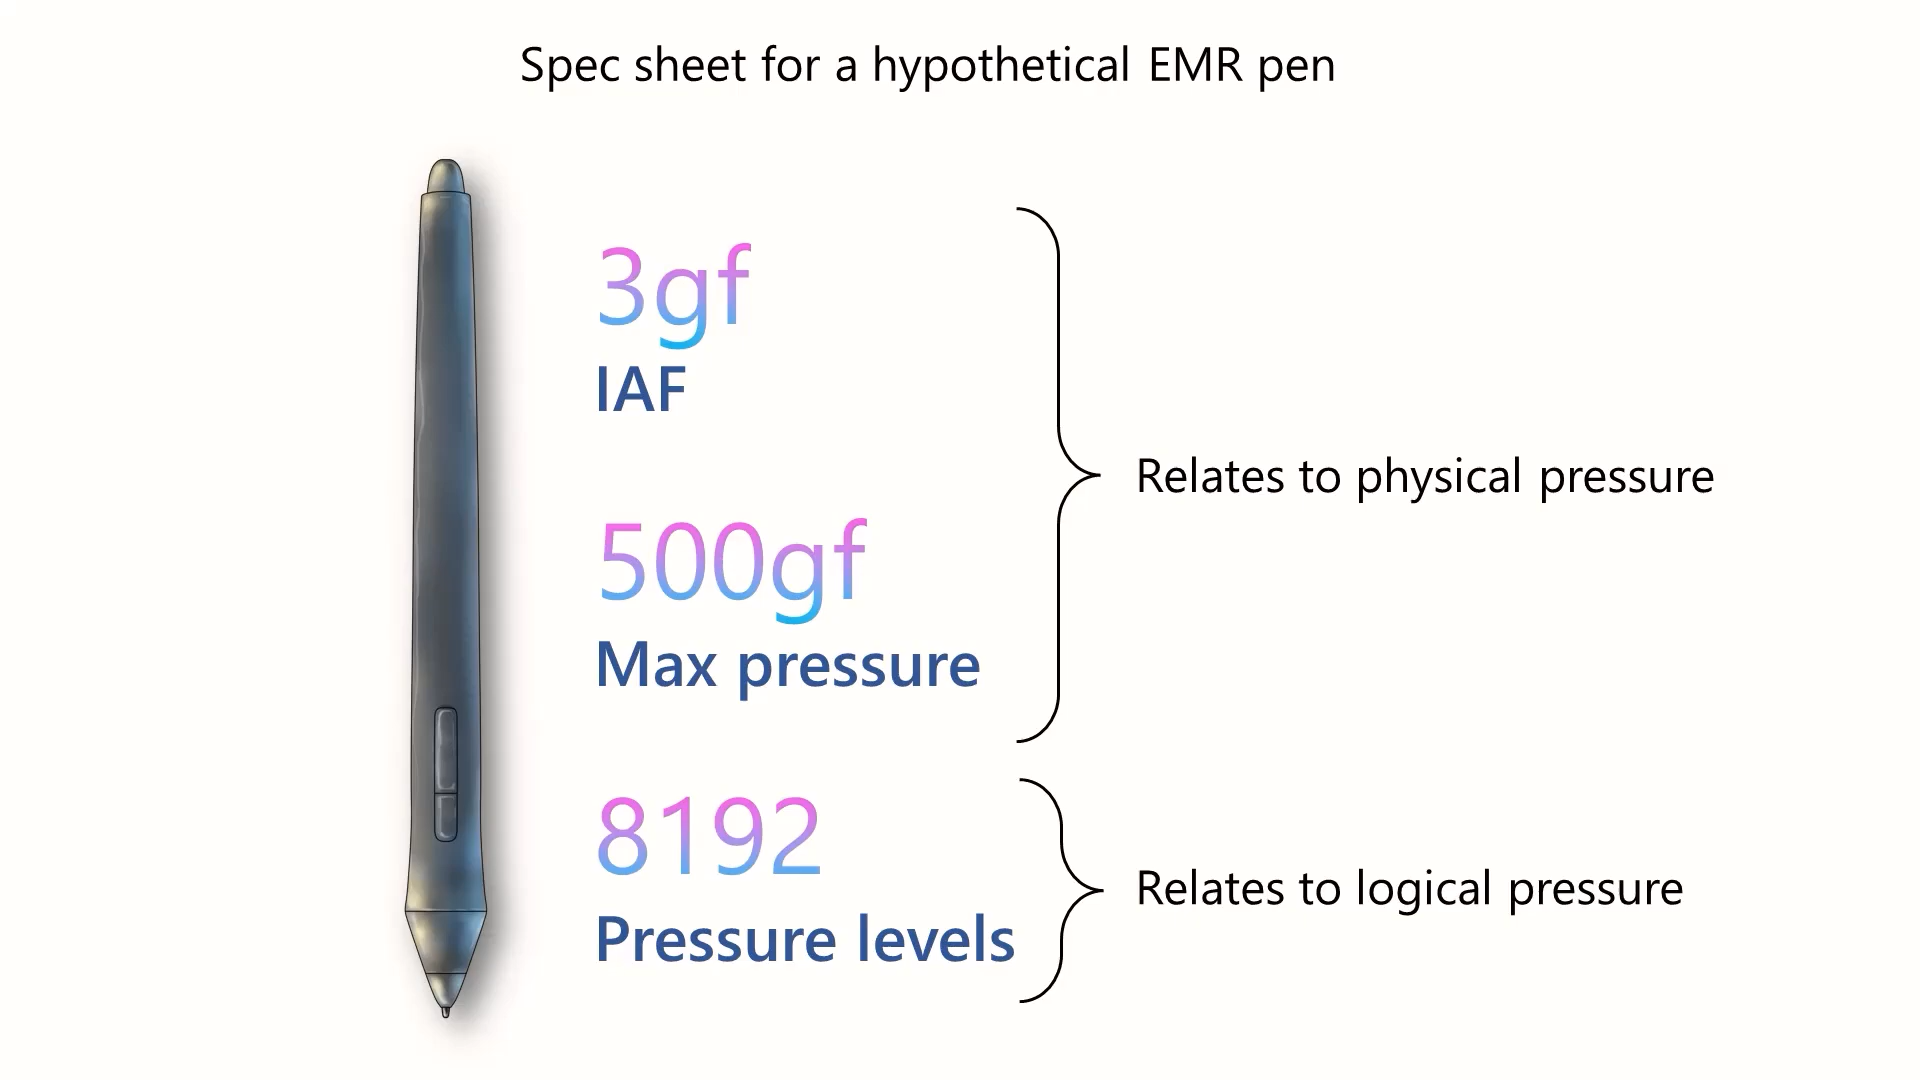 Spec sheet for a hypothetical EMR pen
3gf
IAF
500gf
Max pressure
Relates to physical pressure
8192
Pressure levels
Relates to logical pressure